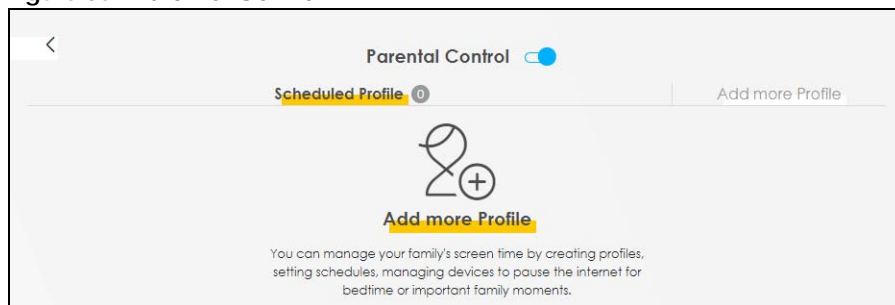 Parental Control
Scheduled Profile 0
Add more Profile
Add more Profile
You can manage your family's screen time by creating profiles,
setting schedules, managing devices to pause the internet for
bedtime or important family moments.